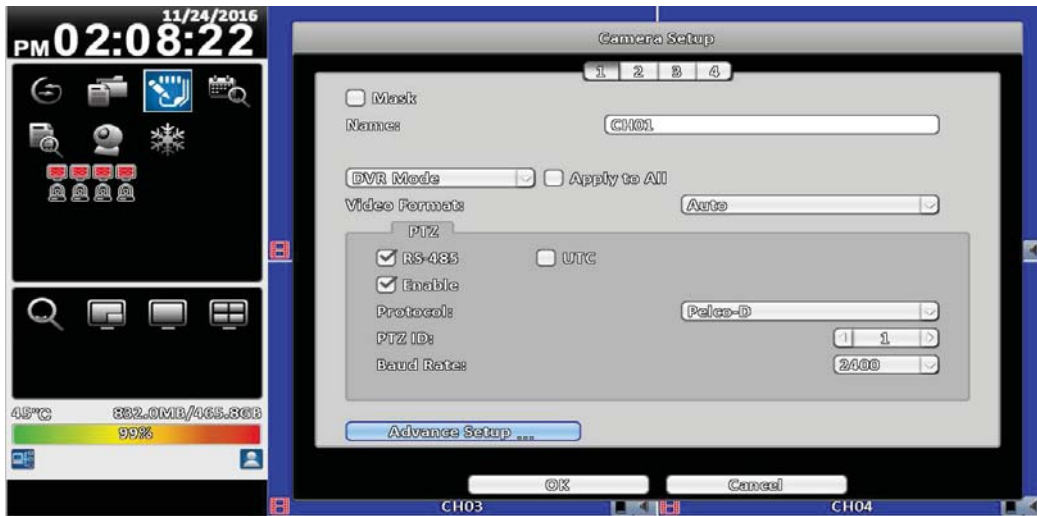 11/24/2016
PM 02:08:22
Camera Setup
1 2 3 4
Mask
Name: CH01
DVR Mode Apply to All
Video Format: Auto
PTZ
RS-485 UTC
Enable
Protocol: Pelco-D
PTZ ID: 1
Baud Rate: 2400
Advance Setup ...
OK Cancel
45°C 832.0MB/465.8GB
99%
CH03 CH04